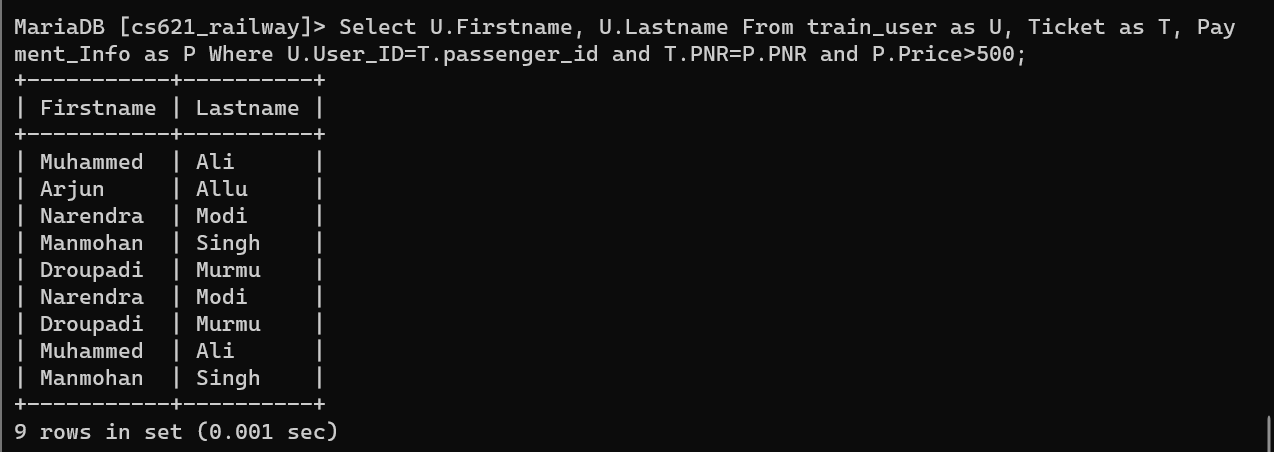 MariaDB [cs621_railway]> Select U.Firstname, U.Lastname From train_user as U, Ticket as T, Pay
ment_Info as P Where U.User_ID=T.passenger_id and T.PNR=P.PNR and P.Price>500;
+-----------+----------+
| Firstname | Lastname |
+-----------+----------+
| Muhammed  | Ali      |
| Arjun     | Allu     |
| Narendra  | Modi     |
| Manmohan  | Singh    |
| Droupadi  | Murmu    |
| Narendra  | Modi     |
| Droupadi  | Murmu    |
| Muhammed  | Ali      |
| Manmohan  | Singh    |
+-----------+----------+
9 rows in set (0.001 sec)